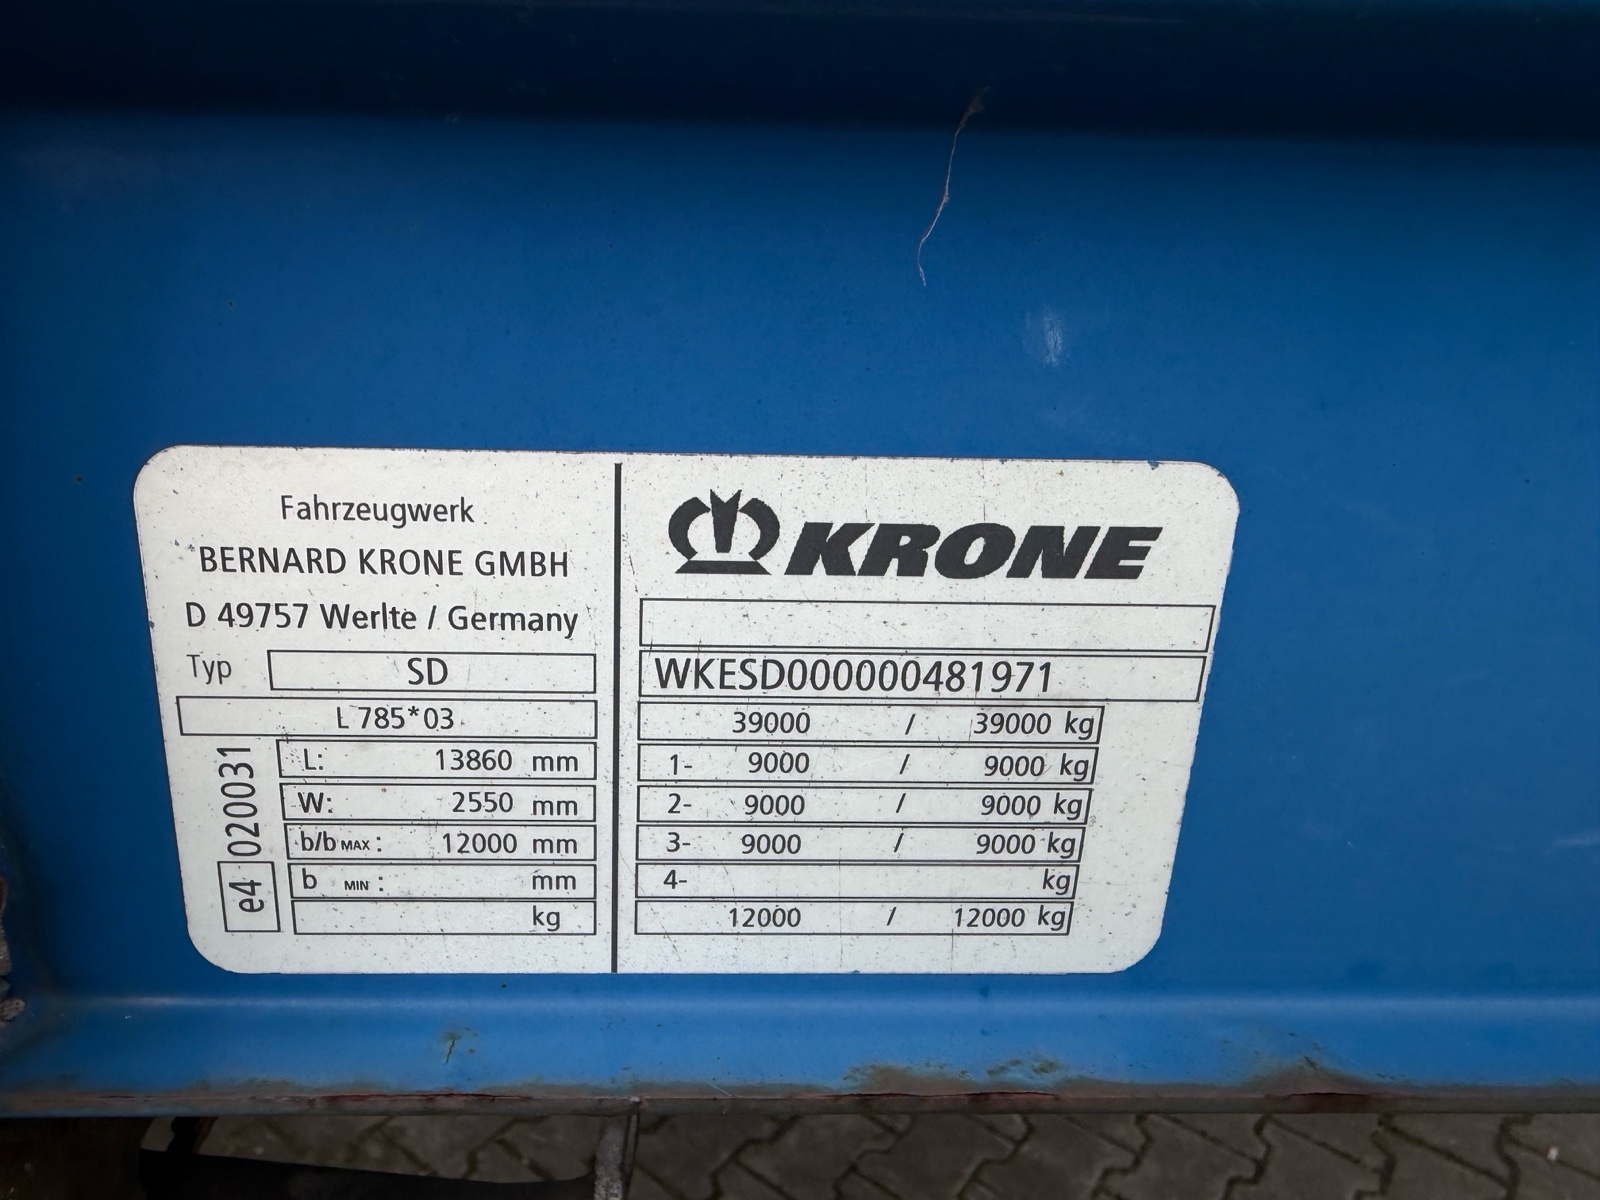 Fahrzeugwerk
BERNARD KRONE GMBH
D 49757 Werlte / Germany
Typ SD
L 785*03
L: 13860 mm
W: 2550 mm
b/b MAX : 12000 mm
b MIN : mm
kg
e4 020031
KRONE
WKESD000000481971
39000 / 39000 kg
1- 9000 / 9000 kg
2- 9000 / 9000 kg
3- 9000 / 9000 kg
4- kg
12000 / 12000 kg